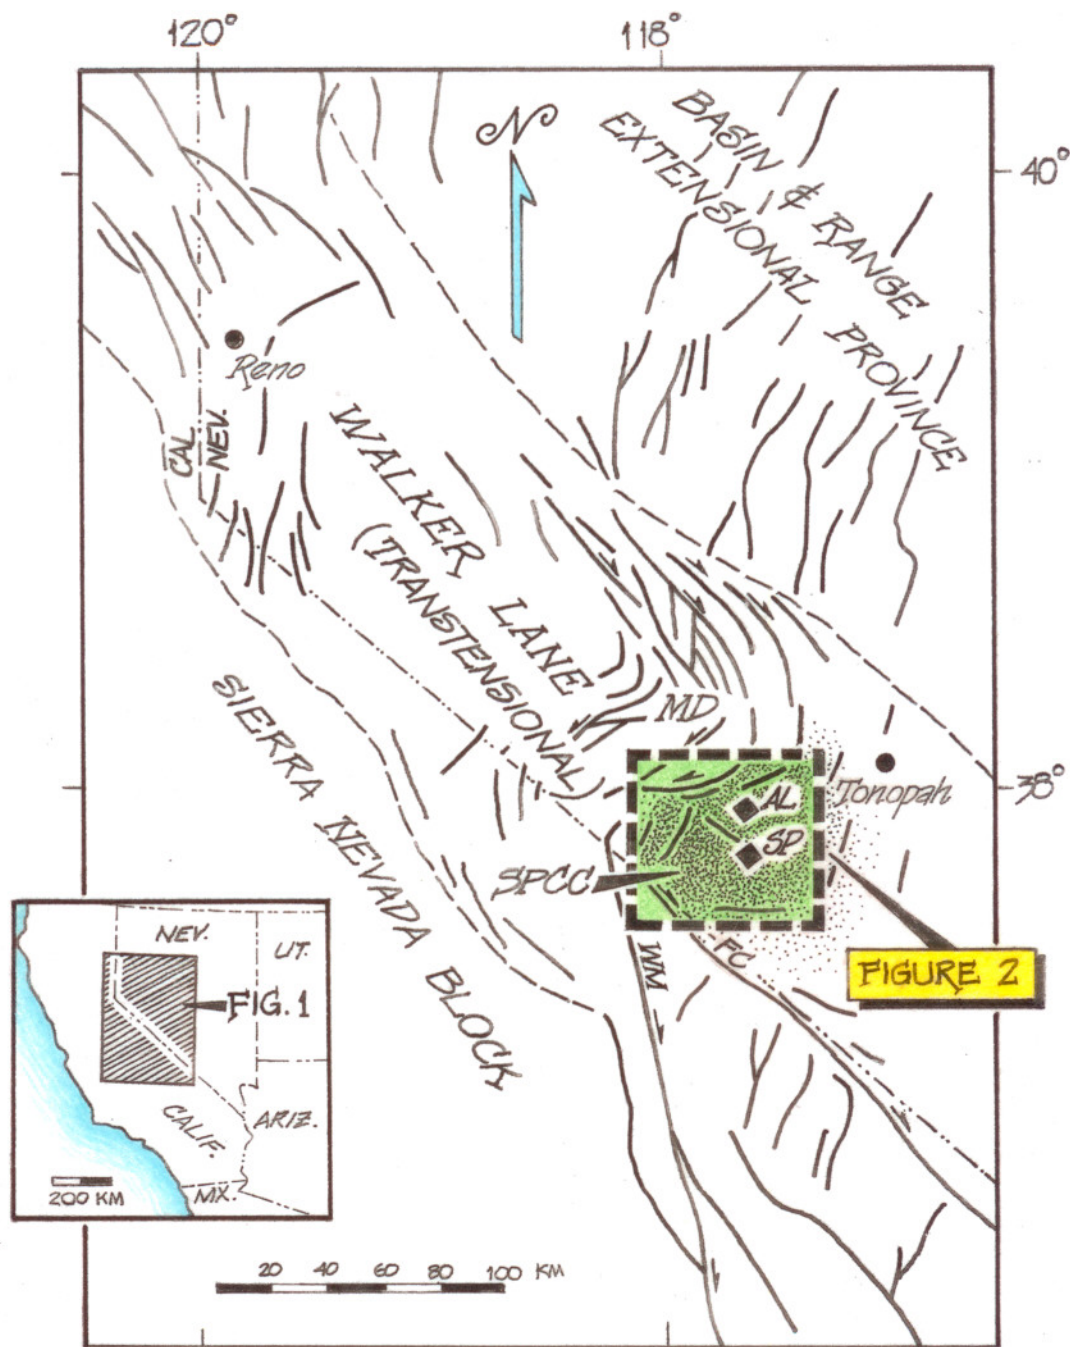 120°
118°
N
BASIN & RANGE
EXTENSIONAL PROVINCE
40°
Reno
CAL
NEV.
WALKER LANE
(TRANSTENSIONAL)
SIERRA NEVADA BLOCK
MD
AL
SP
Tonopah
38°
SPCC
WM
FC
FIGURE 2
NEV.
UT.
FIG. 1
CALIF.
ARIZ.
MX.
200 KM
20 40 60 80 100 KM